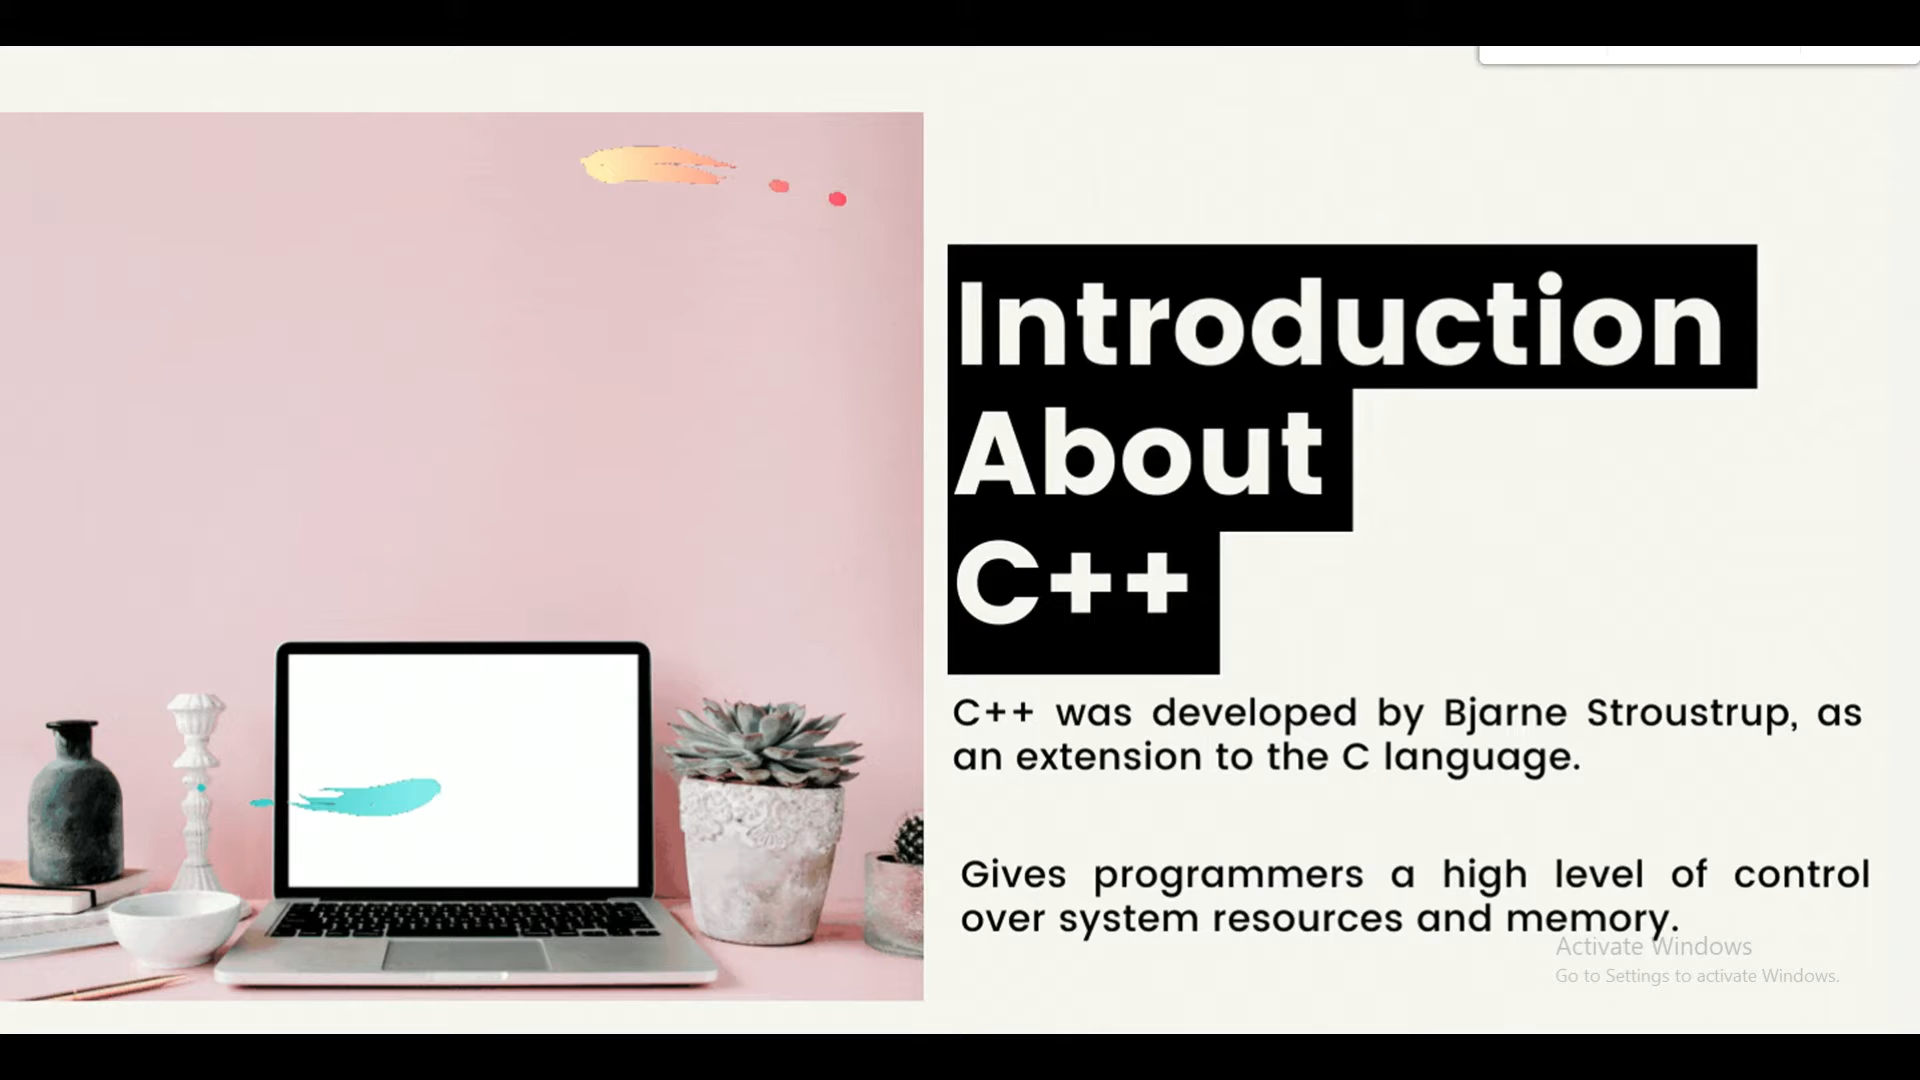 Introduction
About
C++
C++ was developed by Bjarne Stroustrup, as
an extension to the C language.
Gives programmers a high level of control
over system resources and memory.
Activate Windows
Go to Settings to activate Windows.